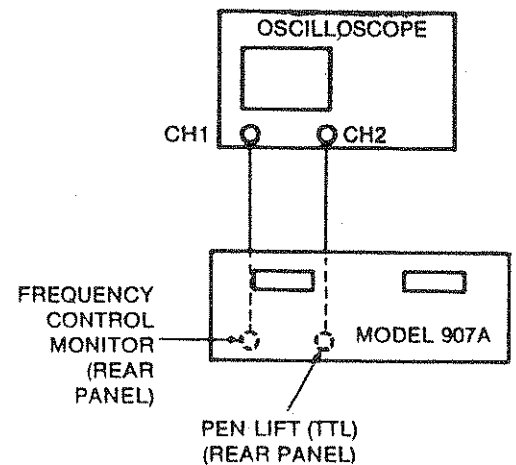 OSCILLOSCOPE
CH1
CH2
FREQUENCY
CONTROL
MONITOR
(REAR
PANEL)
MODEL 907A
PEN LIFT (TTL)
(REAR PANEL)